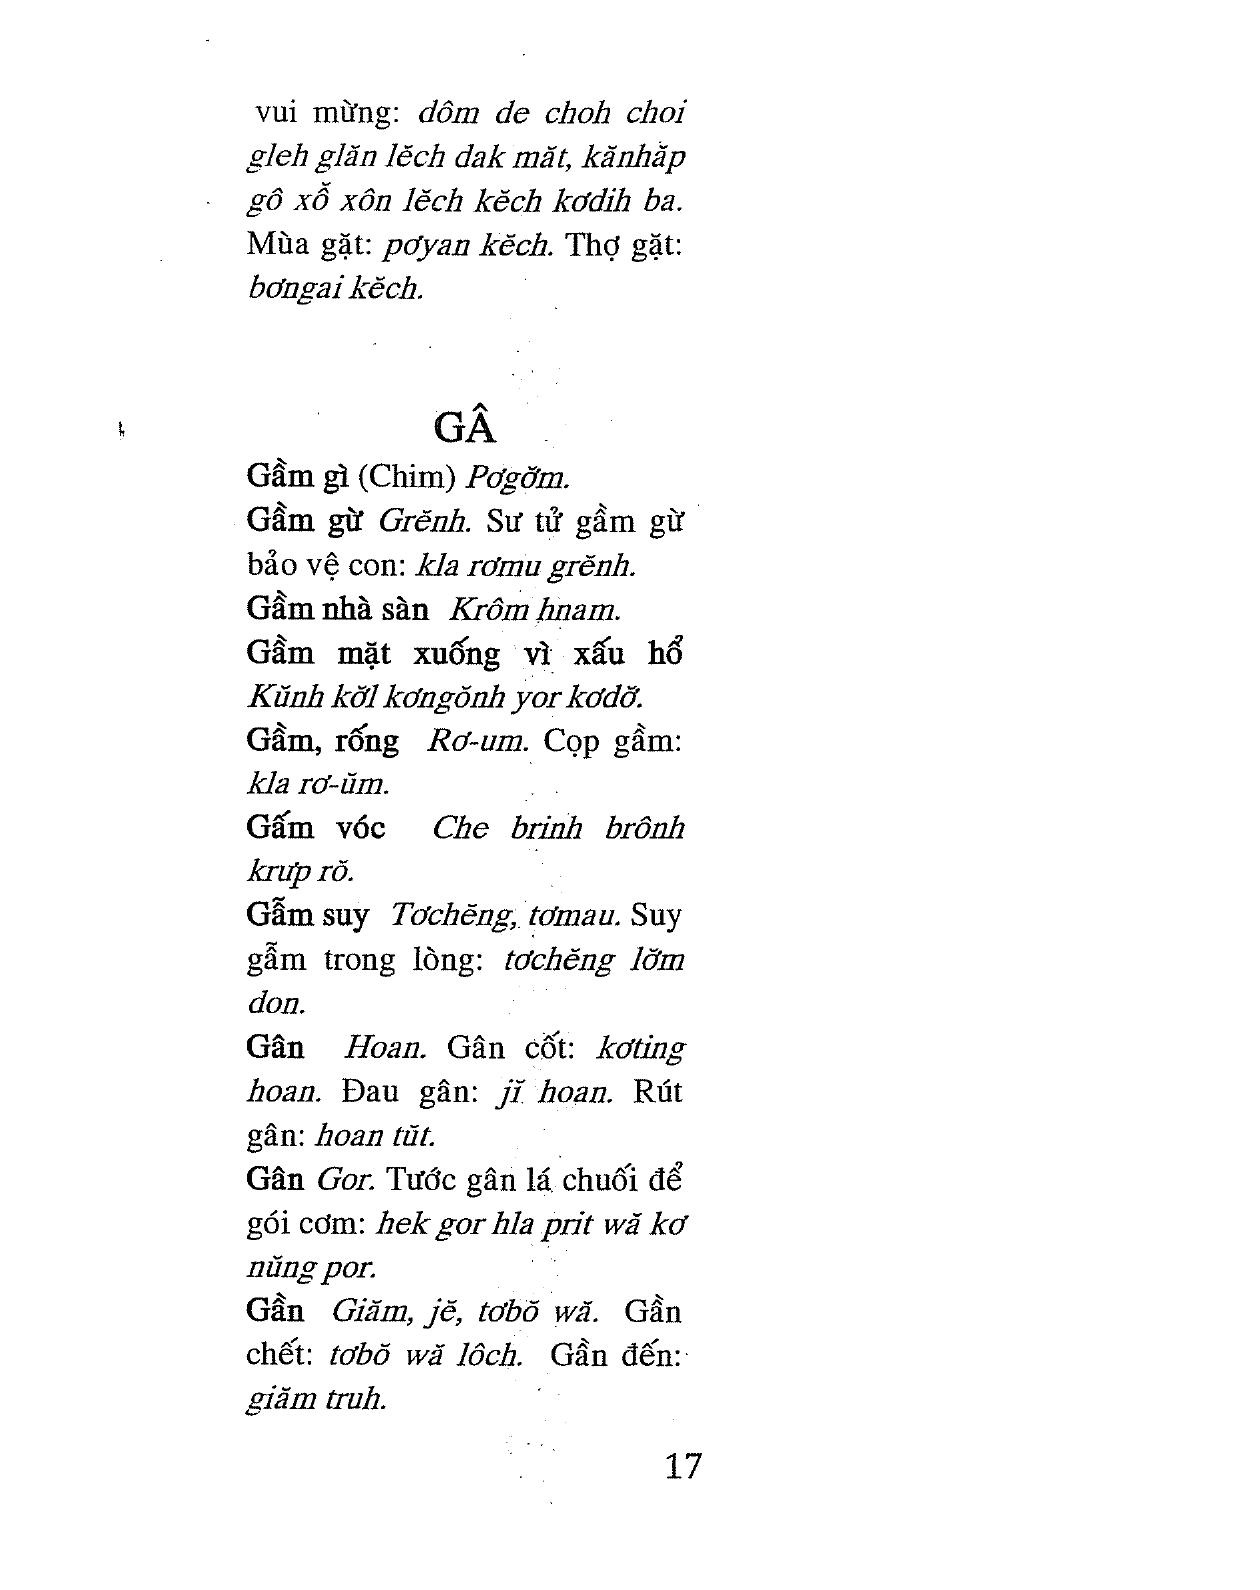 vui mừng: dôm de choh choi
gleh glăn lĕch dak măt, kănhăp
gô xỗ xôn lĕch kĕch kơdih ba.
Mùa gặt: pơyan kĕch. Thợ gặt:
bơngai kĕch.
GÂ
Gầm gì (Chim) Pơgơ̆m.
Gầm gừ Grĕnh. Sư tử gầm gừ
bảo vệ con: kla rơmu grĕnh.
Gầm nhà sàn Krôm hnam.
Gầm mặt xuống vì xấu hổ
Kŭnh kơ̆l kơngŏnh yor kơdơ̆.
Gầm, rống Rơ-um. Cọp gầm:
kla rơ-ŭm.
Gấm vóc Che brinh brônh
krưp rŏ.
Gẫm suy Tơchĕng, tơmau. Suy
gẫm trong lòng: tơchĕng lơ̆m
don.
Gân Hoan. Gân cốt: kơting
hoan. Đau gân: jĭ hoan. Rút
gân: hoan tŭt.
Gân Gor. Tước gân lá chuối để
gói cơm: hek gor hla prit wă kơ
nŭng por.
Gần Giăm, jĕ, tơbŏ wă. Gần
chết: tơbŏ wă lôch. Gần đến:
giăm truh.
17